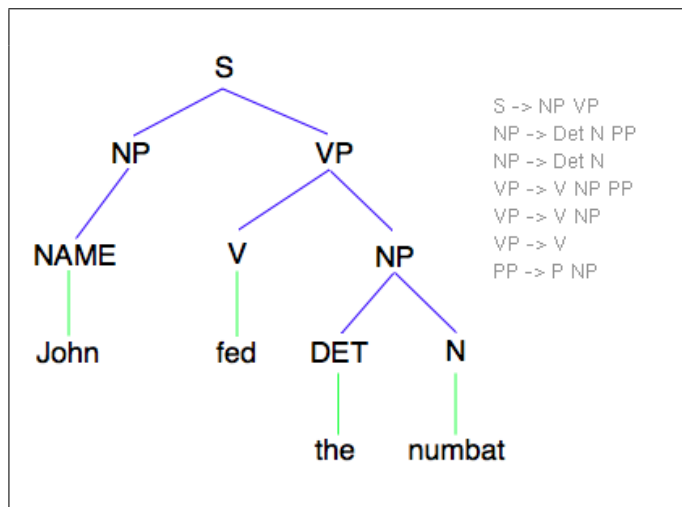 S
S -> NP VP
NP -> Det N PP
NP VP
NP -> Det N
VP -> V NP PP
VP -> V NP
NAME V NP
VP -> V
PP -> P NP
John fed DET N
the numbat